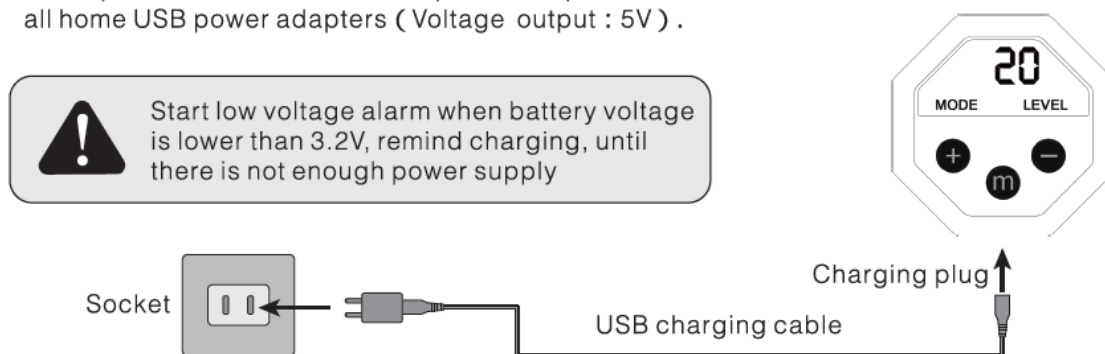 all home USB power adapters ( Voltage output : 5V ) .
Start low voltage alarm when battery voltage
is lower than 3.2V, remind charging, until
there is not enough power supply
20
MODE LEVEL
+ −
m
Charging plug
Socket
USB charging cable